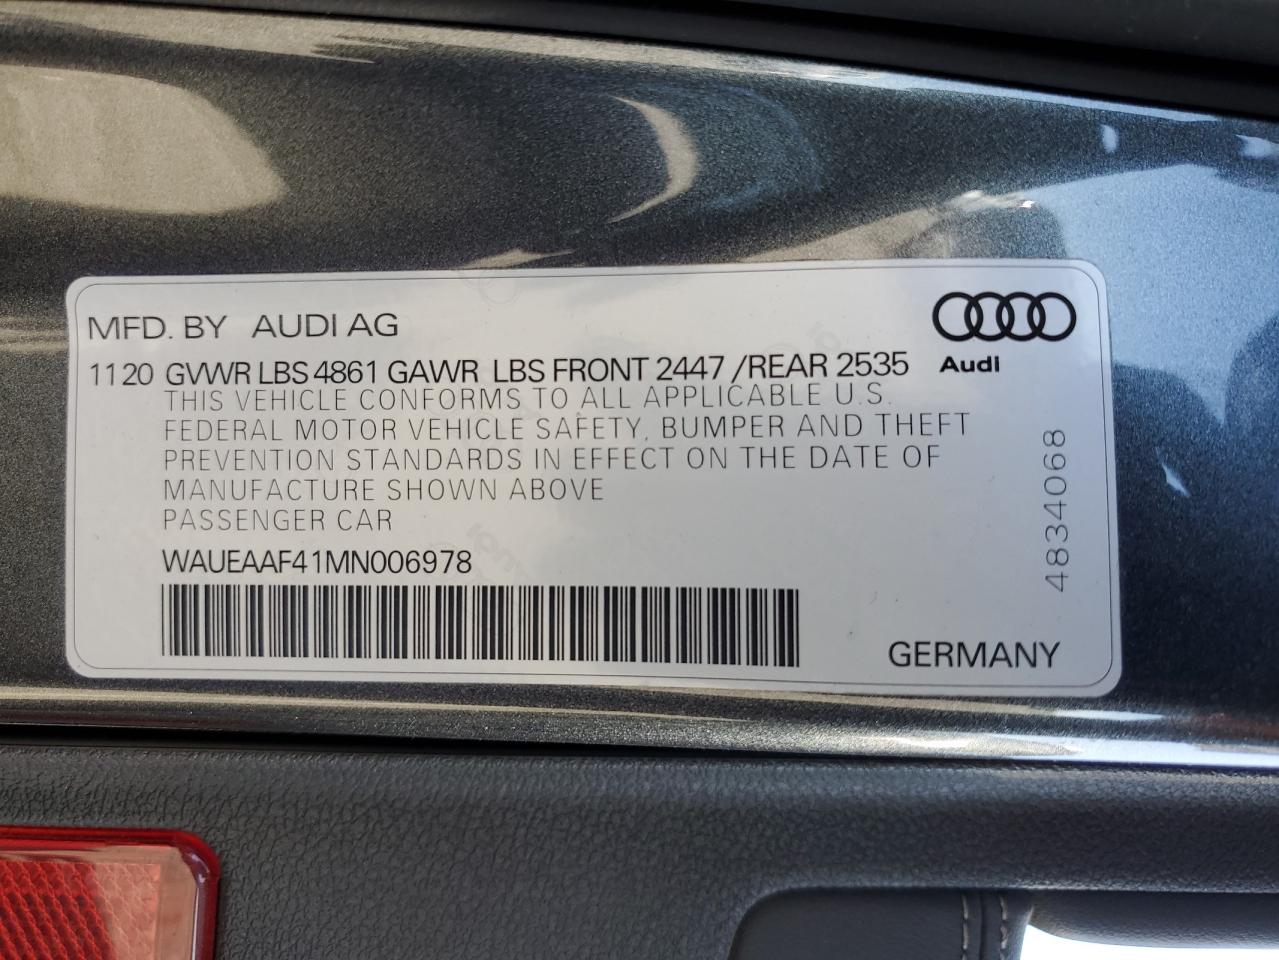 MFD. BY AUDI AG
1120 GVWR LBS 4861 GAWR LBS FRONT 2447 /REAR 2535
Audi
THIS VEHICLE CONFORMS TO ALL APPLICABLE U.S.
FEDERAL MOTOR VEHICLE SAFETY, BUMPER AND THEFT
PREVENTION STANDARDS IN EFFECT ON THE DATE OF
MANUFACTURE SHOWN ABOVE
PASSENGER CAR
WAUEAAF41MN006978
4834068
GERMANY